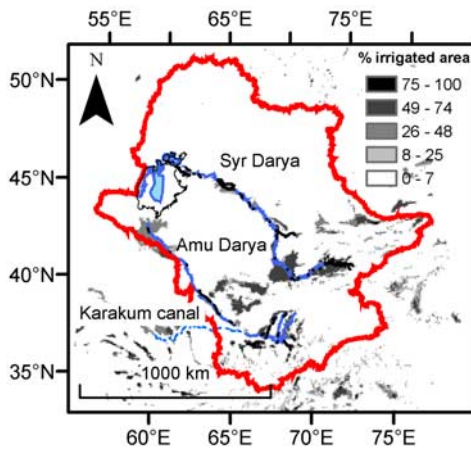 55°E 65°E 75°E
N
% irrigated area
75 - 100
49 - 74
26 - 48
8 - 25
0 - 7
50°N
45°N
40°N
35°N
Syr Darya
Amu Darya
Karakum canal
1000 km
60°E 65°E 70°E 75°E